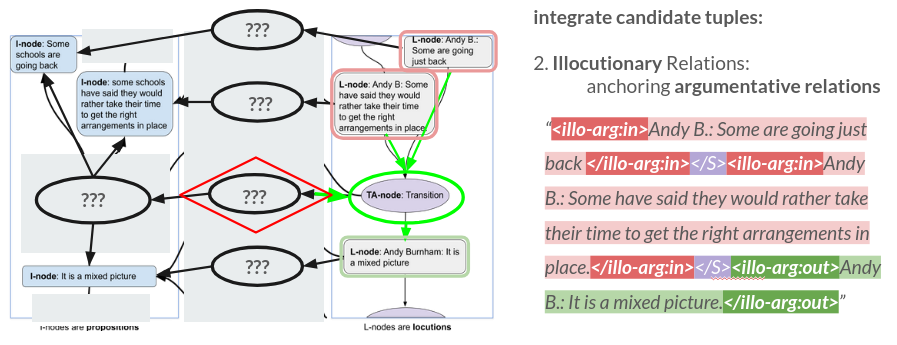 ???
I-node: Some
schools are
going back
L-node: Andy B.:
Some are going
just back
I-node: some schools
have said they would
rather take their time
to get the right
arrangements in place
???
L-node: Andy B: Some
have said they would
rather take their time
to get the right
arrangements in place
???
???
TA-node: Transition
I-node: It is a mixed picture
???
L-node: Andy Burnham: It is
a mixed picture
I-nodes are propositions
L-nodes are locutions
integrate candidate tuples:
2. Illocutionary Relations:
anchoring argumentative relations
“<illo-arg:in>Andy B.: Some are going just
back </illo-arg:in></S><illo-arg:in>Andy
B.: Some have said they would rather take
their time to get the right arrangements in
place.</illo-arg:in></S><illo-arg:out>Andy
B.: It is a mixed picture.</illo-arg:out>”